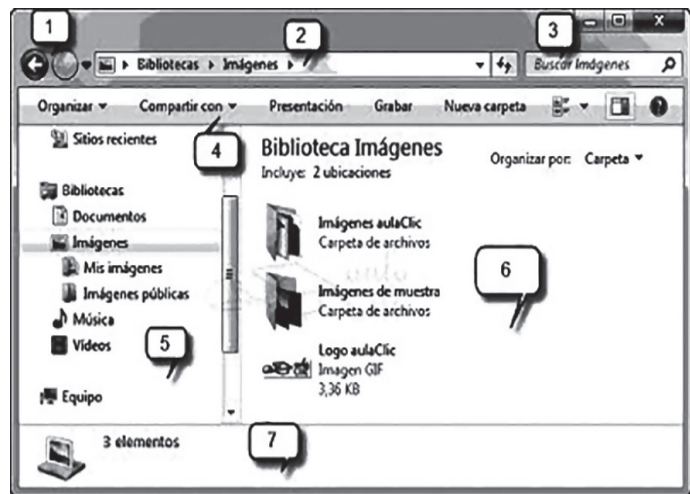 1
2
3
Bibliotecas Imágenes
Buscar Imágenes
Organizar Compartir con Presentación Grabar Nueva carpeta
4
Sitios recientes
Bibliotecas
Documentos
Imágenes
Mis imágenes
Imágenes públicas
Música
Vídeos
5
Equipo
Biblioteca Imágenes
Incluye: 2 ubicaciones
Organizar por: Carpeta
Imágenes aulaClic
Carpeta de archivos
6
Imágenes de muestra
Carpeta de archivos
Logo aulaClic
Imagen GIF
3,36 KB
3 elementos
7